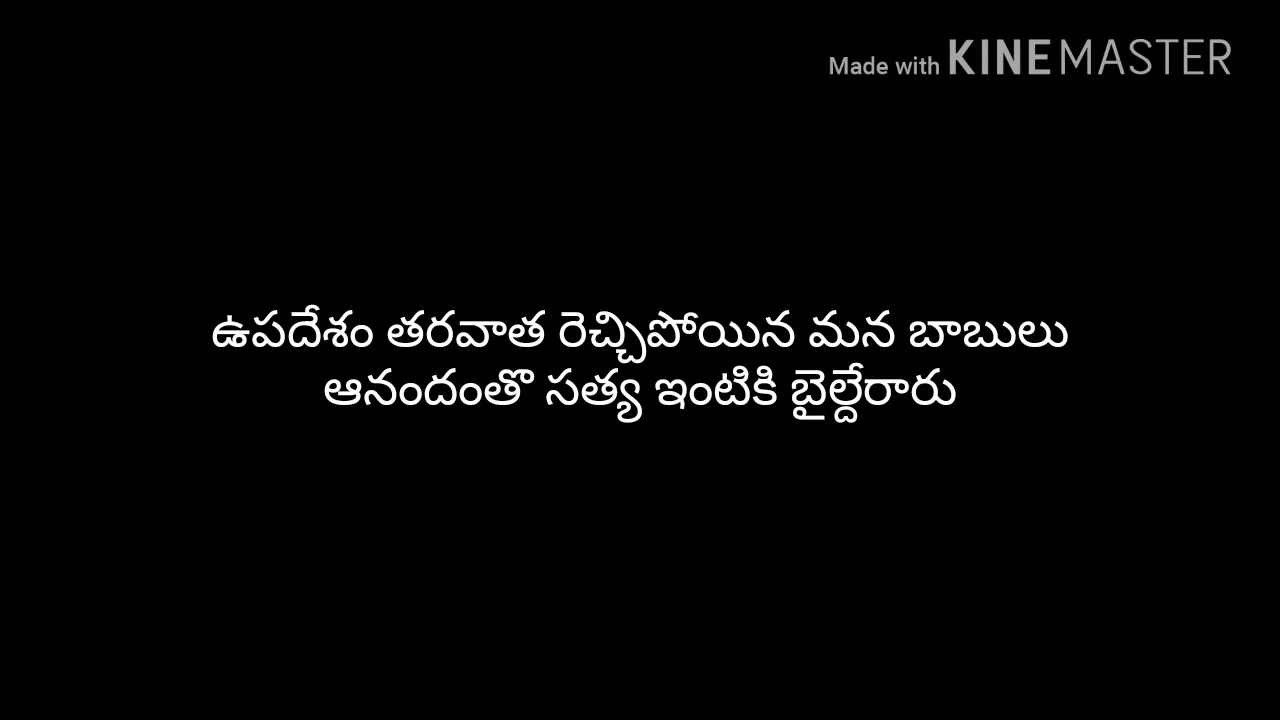 Made with KINEMASTER
ఉపదేశం తరవాత రెచ్చిపోయిన మన బాబులు
ఆనందంతొ సత్య ఇంటికి బైల్దేరారు